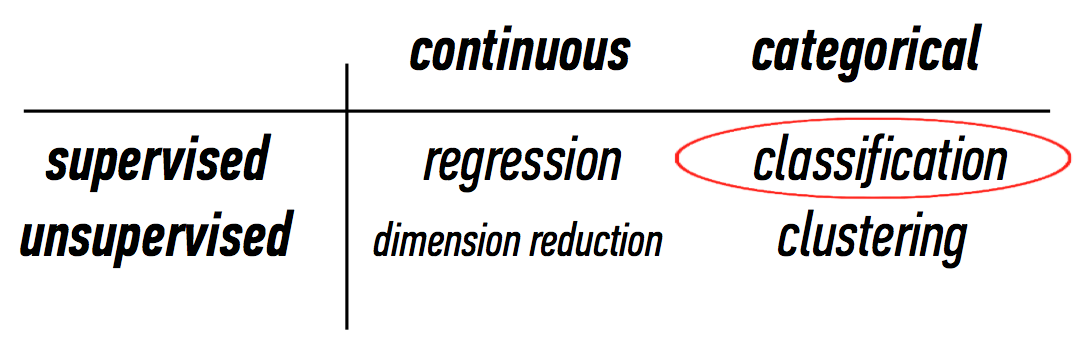 continuous categorical
supervised regression classification
unsupervised dimension reduction clustering